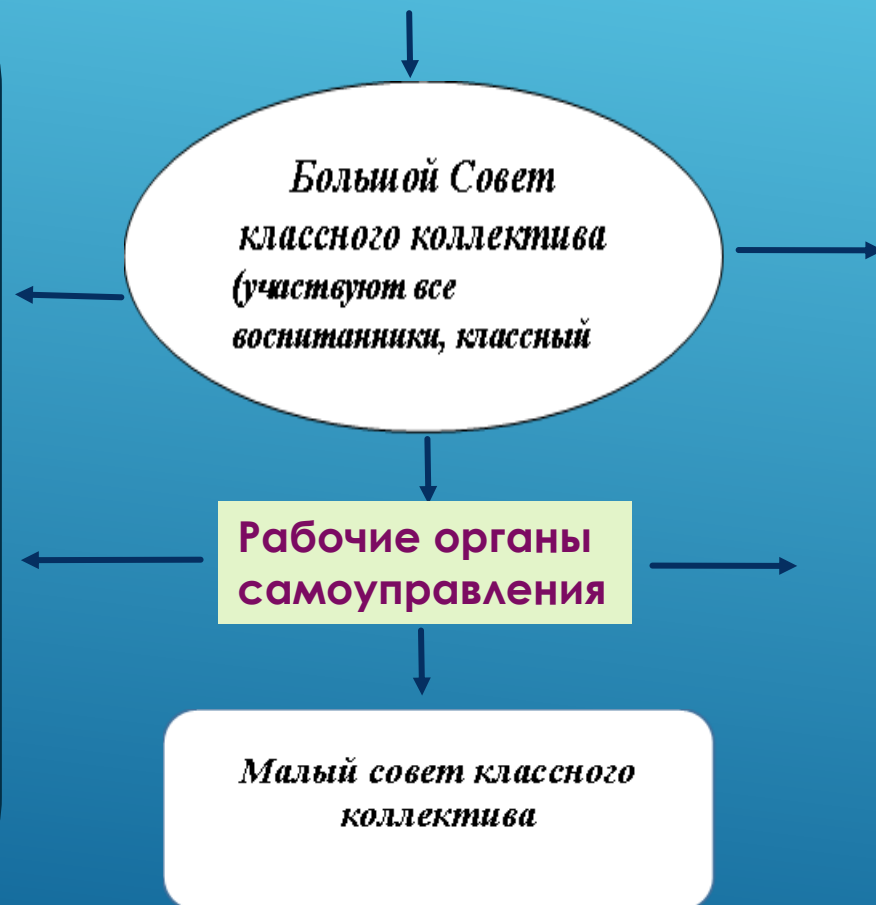 Большой Совет
классного коллектива
(участвуют все
воспитанники, классный
Рабочие органы
самоуправления
Малый совет классного
коллектива